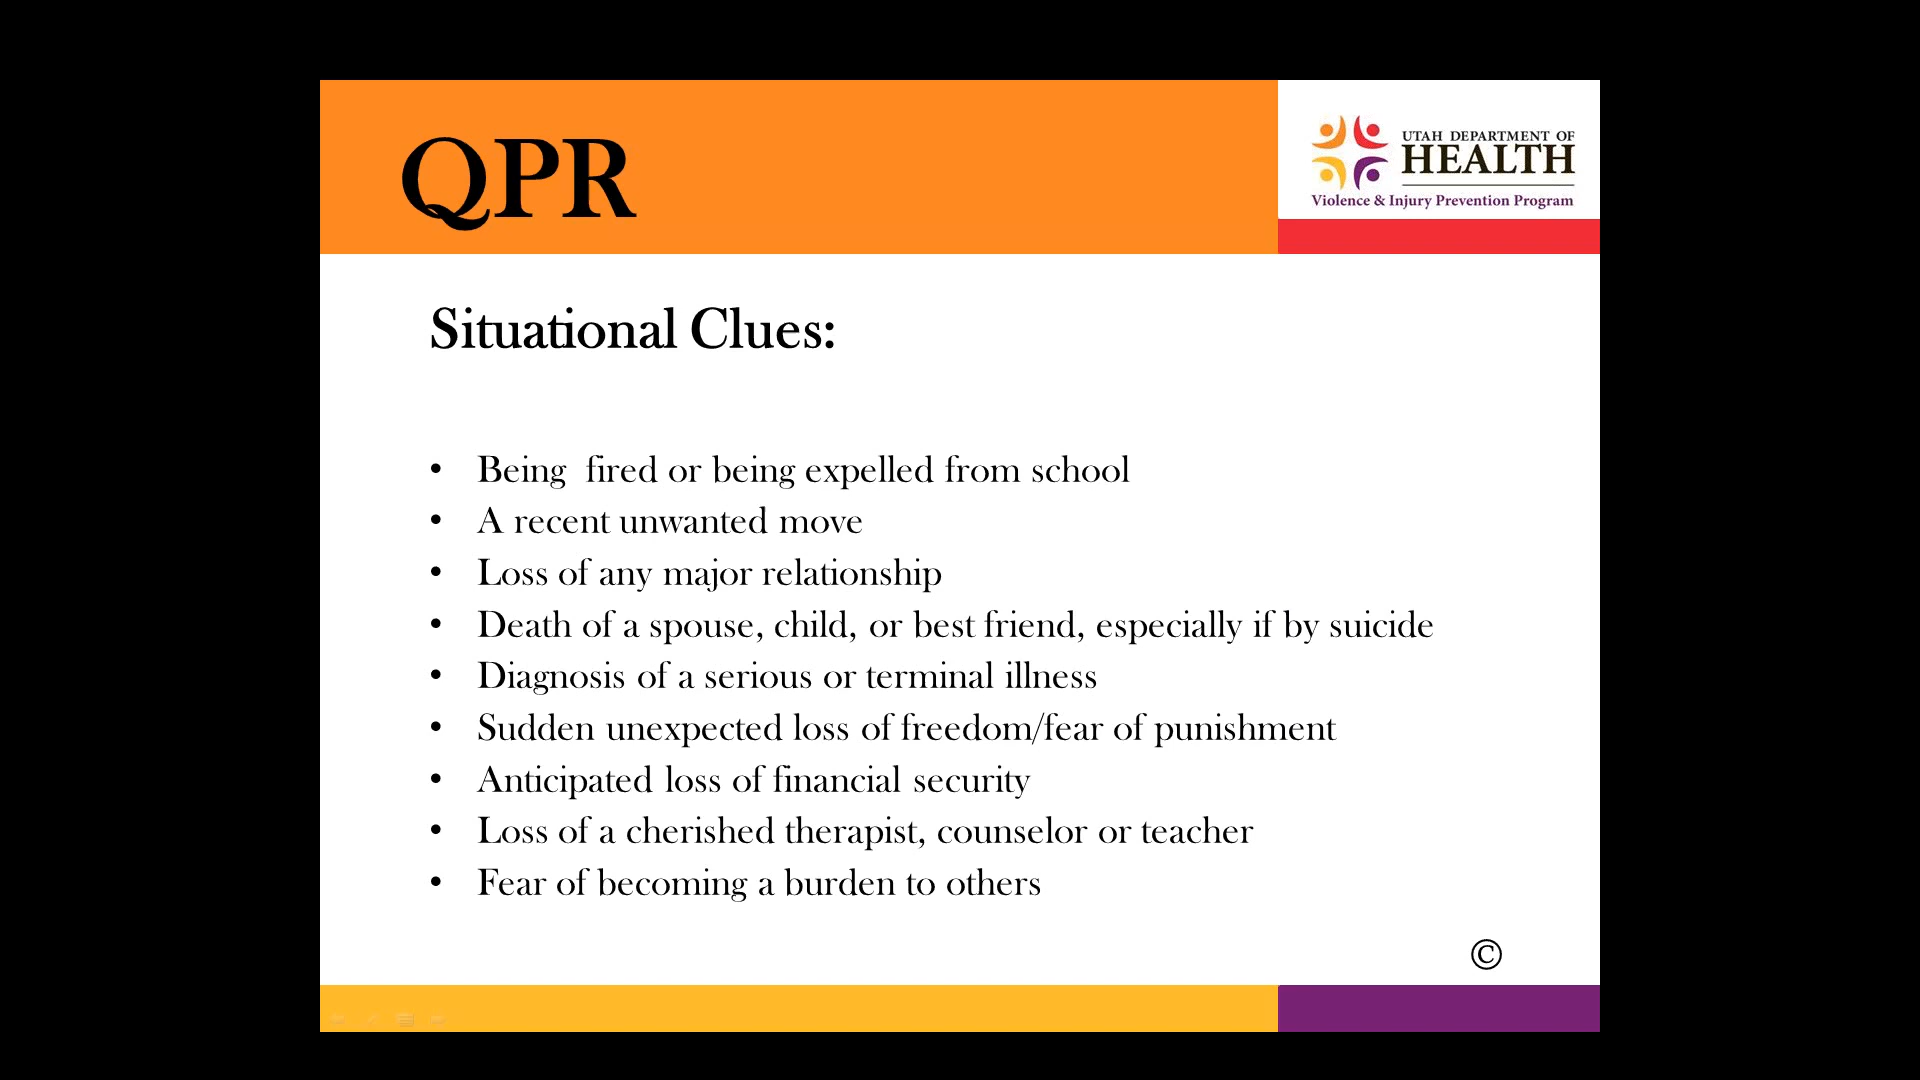 QPR
UTAH DEPARTMENT OF
HEALTH
Violence & Injury Prevention Program
Situational Clues:
• Being  fired or being expelled from school
• A recent unwanted move
• Loss of any major relationship
• Death of a spouse, child, or best friend, especially if by suicide
• Diagnosis of a serious or terminal illness
• Sudden unexpected loss of freedom/fear of punishment
• Anticipated loss of financial security
• Loss of a cherished therapist, counselor or teacher
• Fear of becoming a burden to others
©